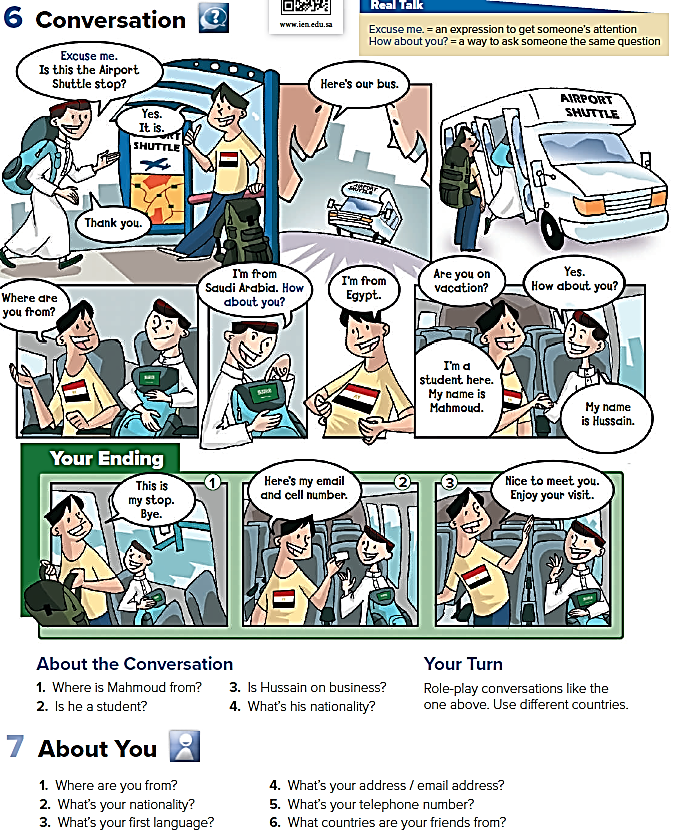 6 Conversation
www.ien.edu.sa
Real Talk
Excuse me. = an expression to get someone's attention
How about you? = a way to ask someone the same question
Excuse me.
Is this the Airport
Shuttle stop?
Yes.
It is.
SHUTTLE
Thank you.
Here's our bus.
AIRPORT
SHUTTLE
AIRPORT
SHUTTLE
Where are
you from?
I'm from
Saudi Arabia. How
about you?
I'm from
Egypt.
Are you on
vacation?
Yes.
How about you?
I'm a
student here.
My name is
Mahmoud.
My name
is Hussain.
Your Ending
1
This is
my stop.
Bye.
2
Here's my email
and cell number.
3
Nice to meet you.
Enjoy your visit.
About the Conversation
1. Where is Mahmoud from?
2. Is he a student?
3. Is Hussain on business?
4. What's his nationality?
Your Turn
Role-play conversations like the
one above. Use different countries.
7 About You
1. Where are you from?
2. What's your nationality?
3. What's your first language?
4. What's your address / email address?
5. What's your telephone number?
6. What countries are your friends from?